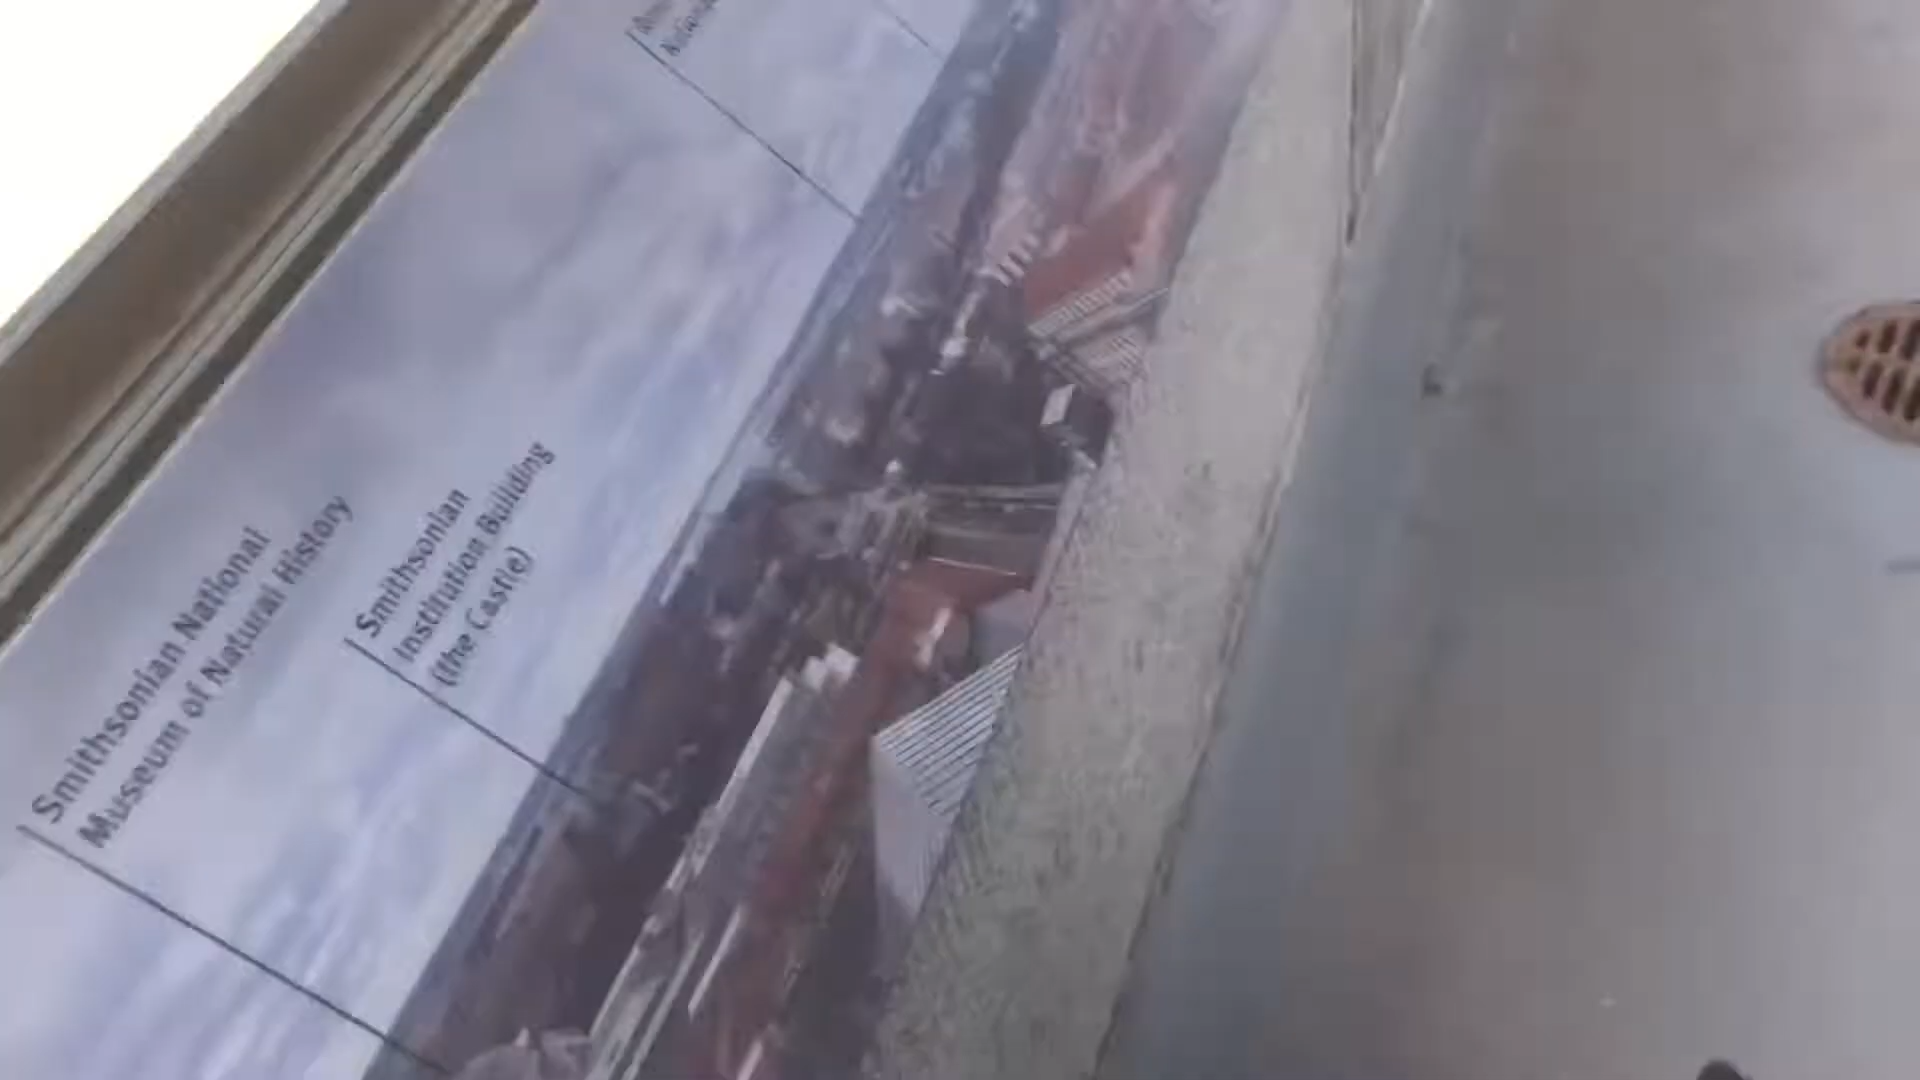 Smithsonian National
Museum of Natural History
Smithsonian
Institution Building
(the Castle)